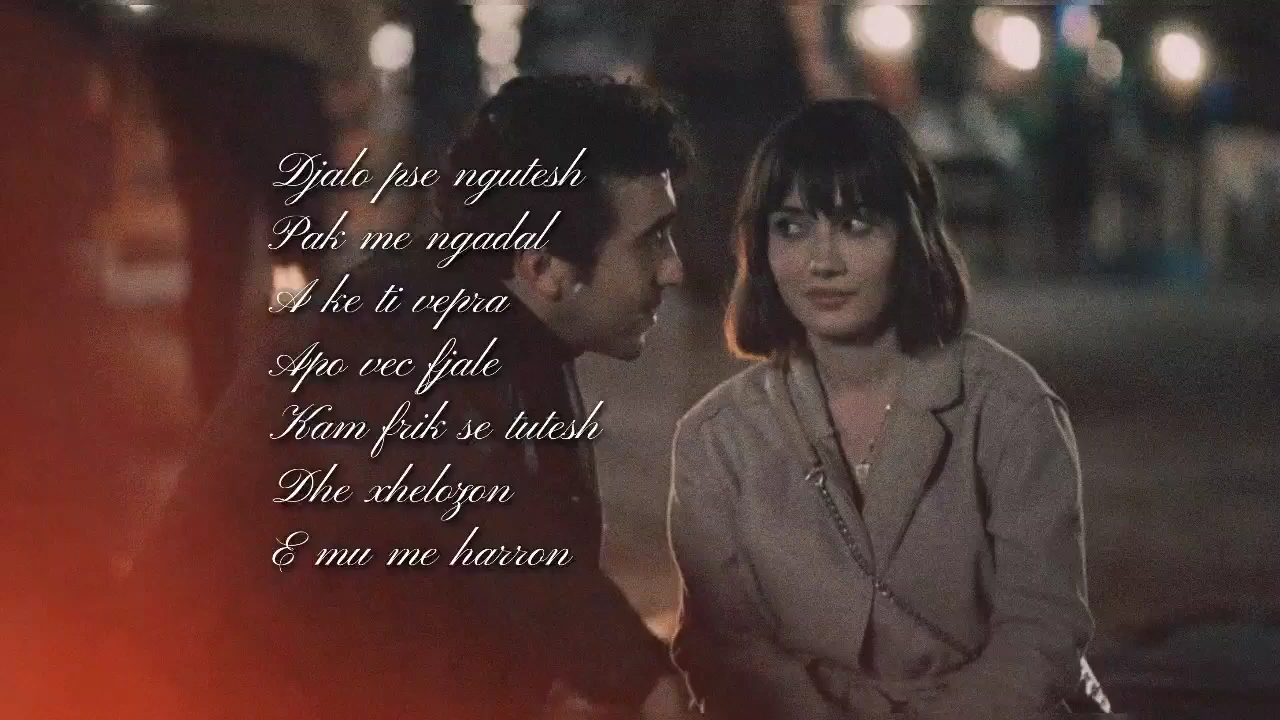 Djalo pse ngutesh
Pak me ngadal
A ke ti vepra
Apo vec fjale
Kam frik se tutesh
Dhe xhelozon
E mu me harron